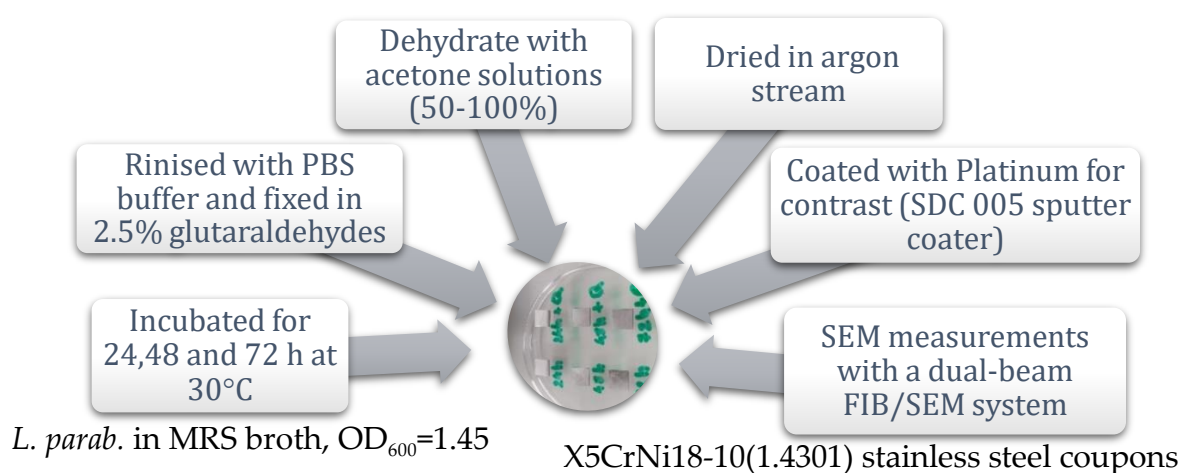 Dehydrate with
acetone solutions
(50-100%)
Dried in argon
stream
Rinised with PBS
buffer and fixed in
2.5% glutaraldehydes
Coated with Platinum for
contrast (SDC 005 sputter
coater)
Incubated for
24,48 and 72 h at
30°C
SEM measurements
with a dual-beam
FIB/SEM system
L. parab. in MRS broth, OD₆₀₀=1.45
X5CrNi18-10(1.4301) stainless steel coupons
24h
48h